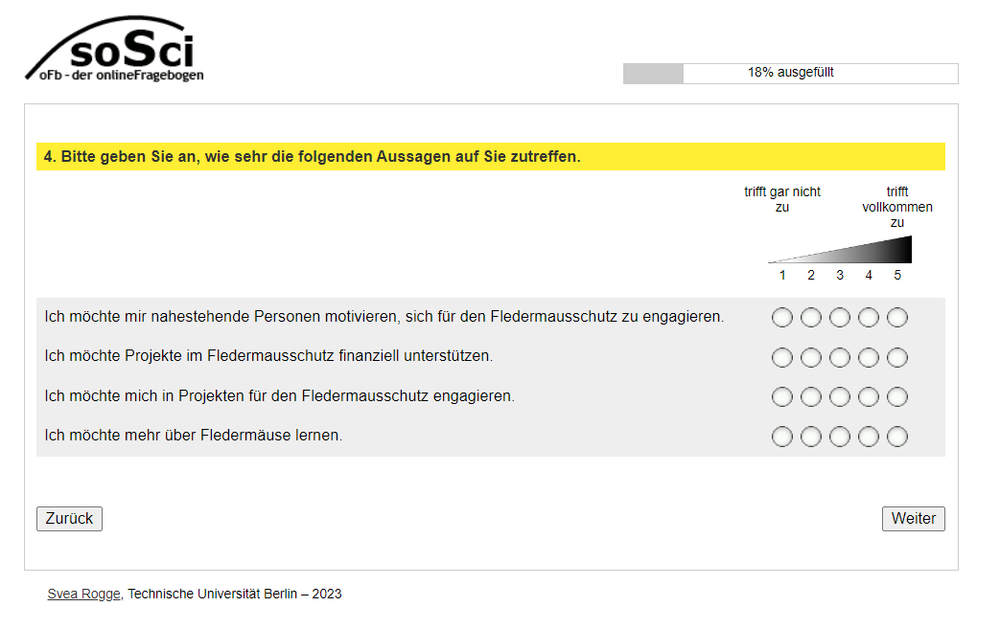 soSci
oFb - der onlineFragebogen
18% ausgefüllt
4. Bitte geben Sie an, wie sehr die folgenden Aussagen auf Sie zutreffen.
trifft gar nicht
zu
trifft
vollkommen
zu
1 2 3 4 5
Ich möchte mir nahestehende Personen motivieren, sich für den Fledermausschutz zu engagieren.
Ich möchte Projekte im Fledermausschutz finanziell unterstützen.
Ich möchte mich in Projekten für den Fledermausschutz engagieren.
Ich möchte mehr über Fledermäuse lernen.
Zurück
Weiter
Svea Rogge, Technische Universität Berlin – 2023